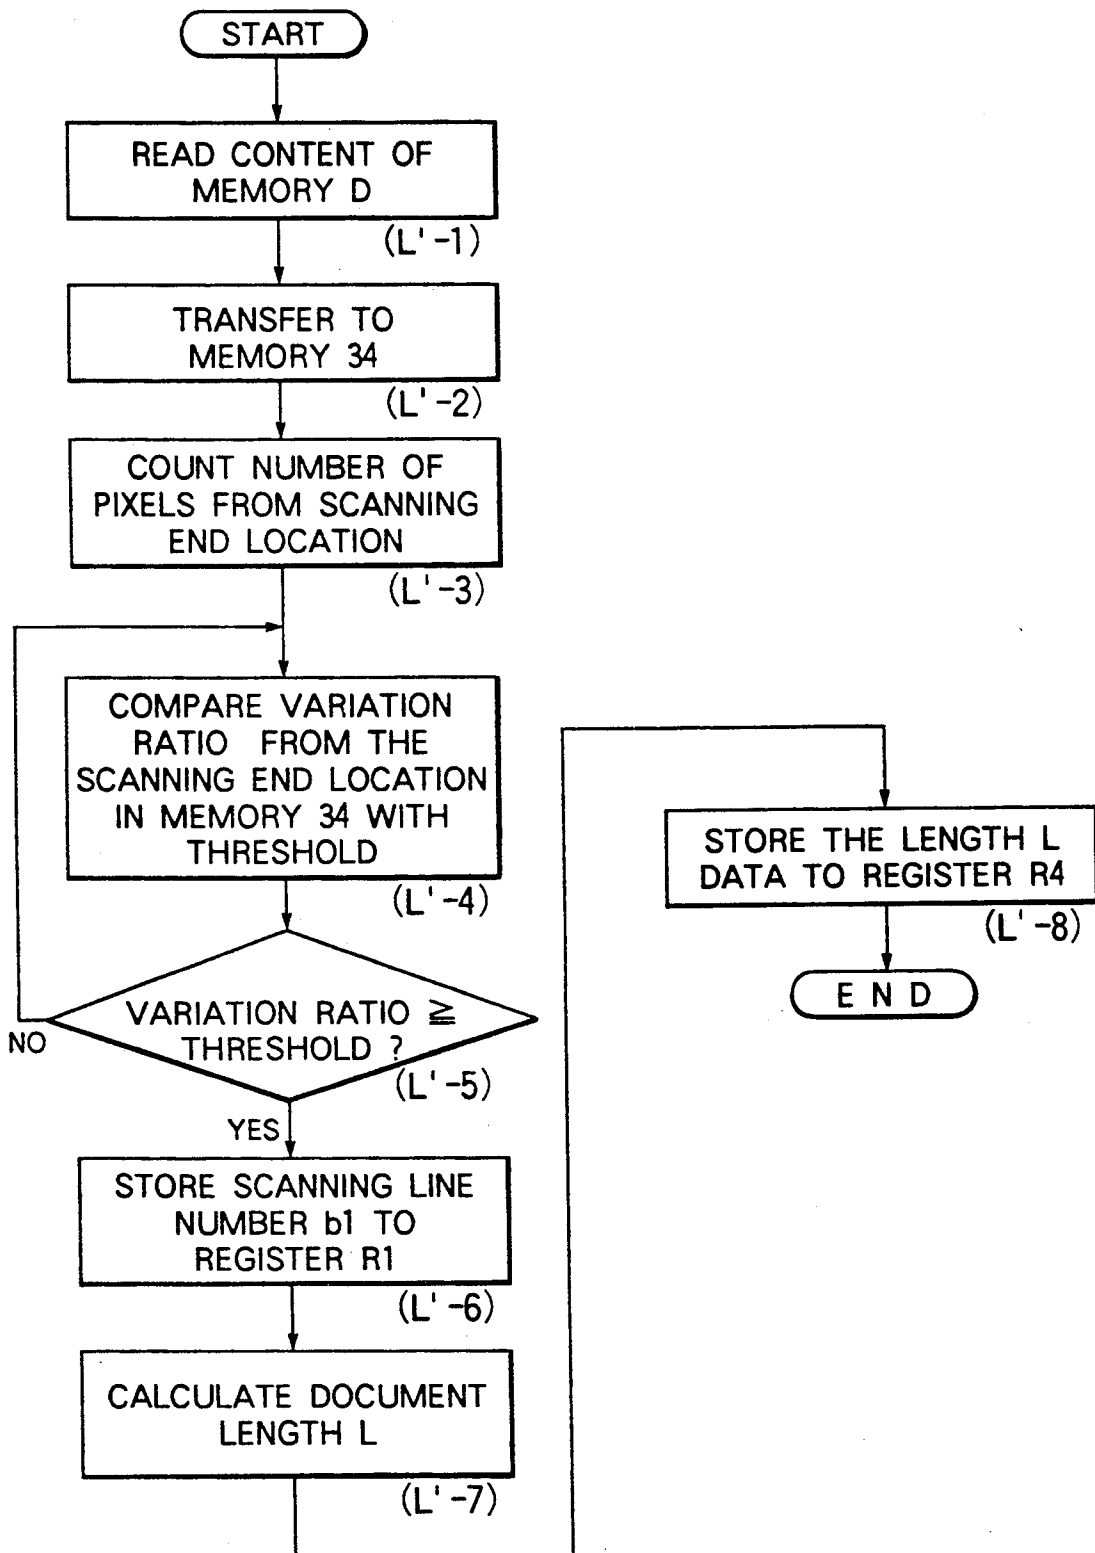 START
READ CONTENT OF
MEMORY D
(L'-1)
TRANSFER TO
MEMORY 34
(L'-2)
COUNT NUMBER OF
PIXELS FROM SCANNING
END LOCATION
(L'-3)
COMPARE VARIATION
RATIO FROM THE
SCANNING END LOCATION
IN MEMORY 34 WITH
THRESHOLD
(L'-4)
VARIATION RATIO ≧
THRESHOLD ?
NO
(L'-5)
YES
STORE SCANNING LINE
NUMBER b1 TO
REGISTER R1
(L'-6)
CALCULATE DOCUMENT
LENGTH L
(L'-7)
STORE THE LENGTH L
DATA TO REGISTER R4
(L'-8)
END